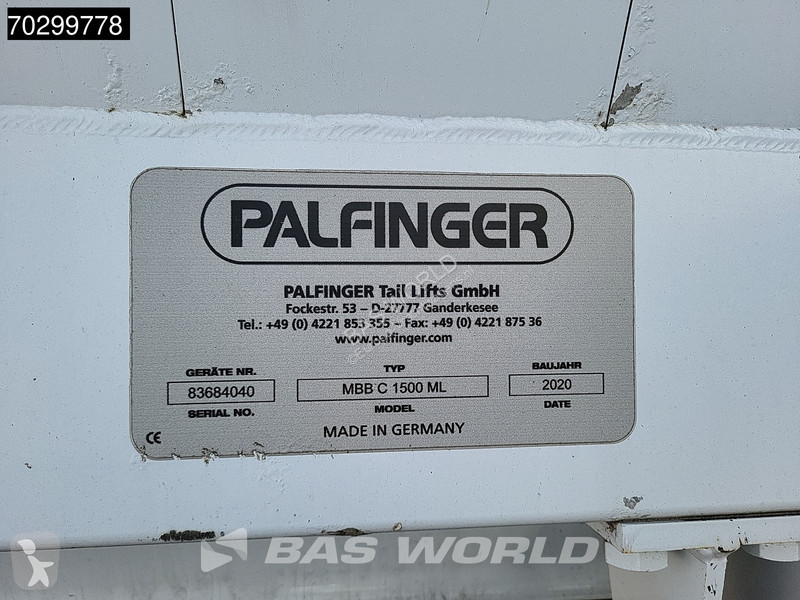 70299778
PALFINGER
PALFINGER Tail Lifts GmbH
Fockestr. 53 – D-27777 Ganderkesee
Tel.: +49 (0) 4221 853 355 – Fax: +49 (0) 4221 875 36
www.palfinger.com
GERÄTE NR. TYP BAUJAHR
83684040 MBB C 1500 ML 2020
SERIAL NO. MODEL DATE
CE MADE IN GERMANY
BAS WORLD